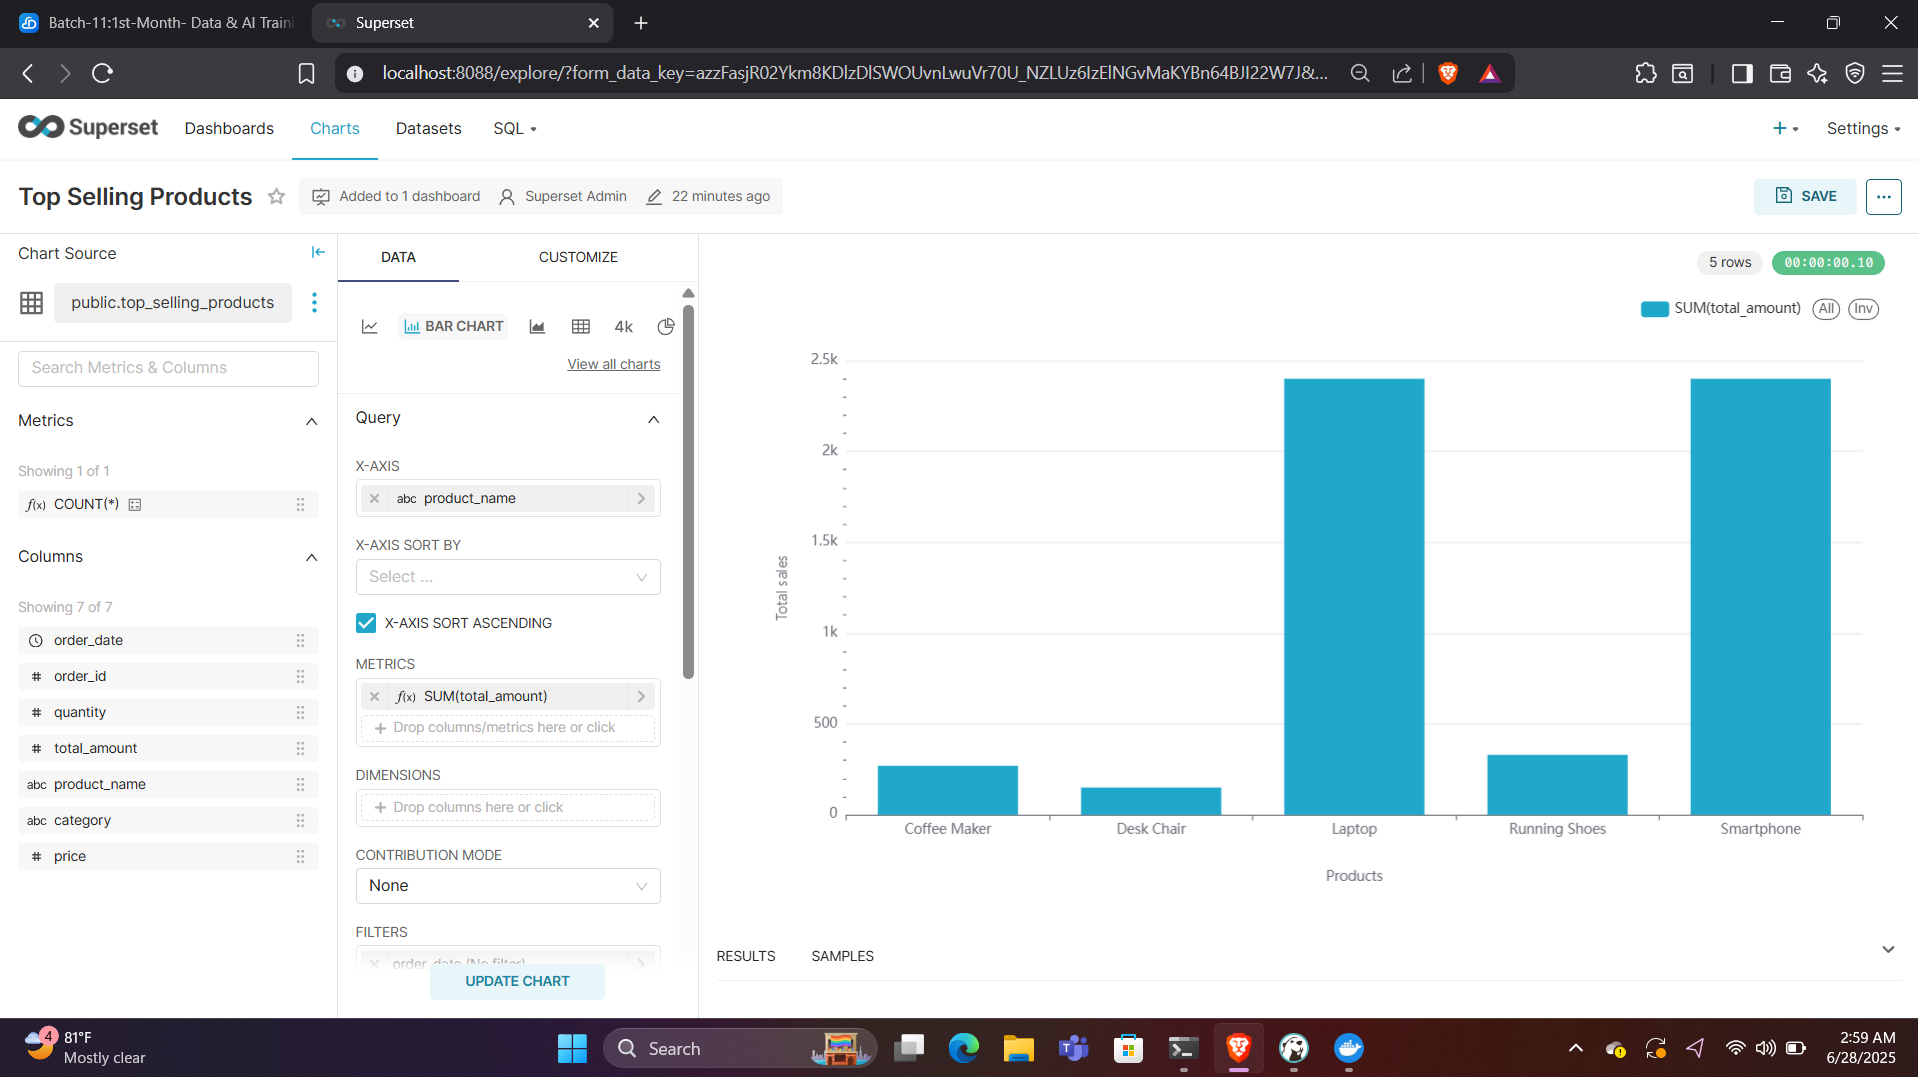 Batch-11:1st-Month- Data & AI Traini
Superset
localhost:8088/explore/?form_data_key=azzFasjR02Ykm8KDlzDlSWOUvnLwuVr70U_NZLUz6IzElNGvMaKYBn64BJI22W7J&...
Superset
Dashboards
Charts
Datasets
SQL
Settings
Top Selling Products
Added to 1 dashboard
Superset Admin
22 minutes ago
SAVE
...
Chart Source
public.top_selling_products
Search Metrics & Columns
Metrics
Showing 1 of 1
f(x) COUNT(*)
Columns
Showing 7 of 7
order_date
# order_id
# quantity
# total_amount
abc product_name
abc category
# price
DATA
CUSTOMIZE
BAR CHART
4k
View all charts
Query
X-AXIS
abc product_name
X-AXIS SORT BY
Select ...
X-AXIS SORT ASCENDING
METRICS
f(x) SUM(total_amount)
+ Drop columns/metrics here or click
DIMENSIONS
+ Drop columns here or click
CONTRIBUTION MODE
None
FILTERS
order_date (No filter)
UPDATE CHART
5 rows
00:00:00.10
SUM(total_amount)
All
Inv
2.5k
2k
1.5k
1k
500
0
Total sales
Coffee Maker
Desk Chair
Laptop
Running Shoes
Smartphone
Products
RESULTS
SAMPLES
4
81°F
Mostly clear
Search
2:59 AM
6/28/2025